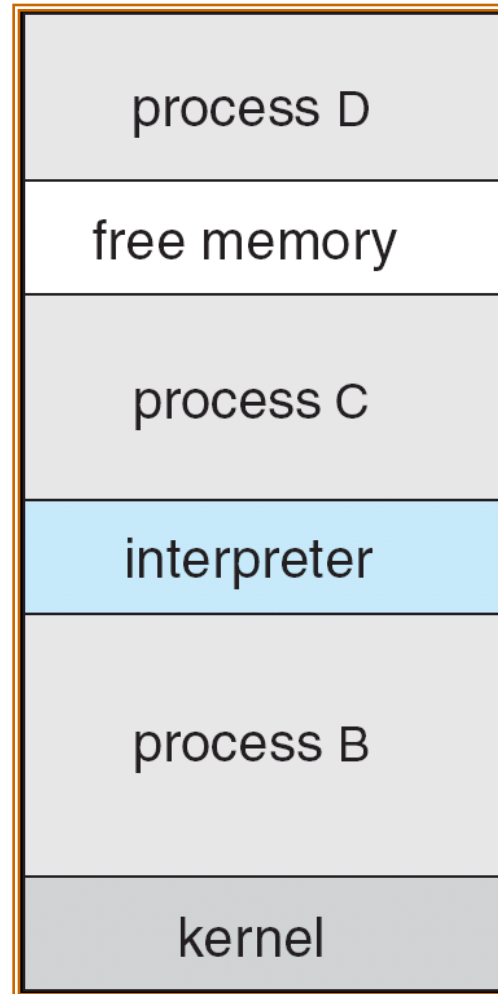 process D
free memory
process C
interpreter
process B
kernel